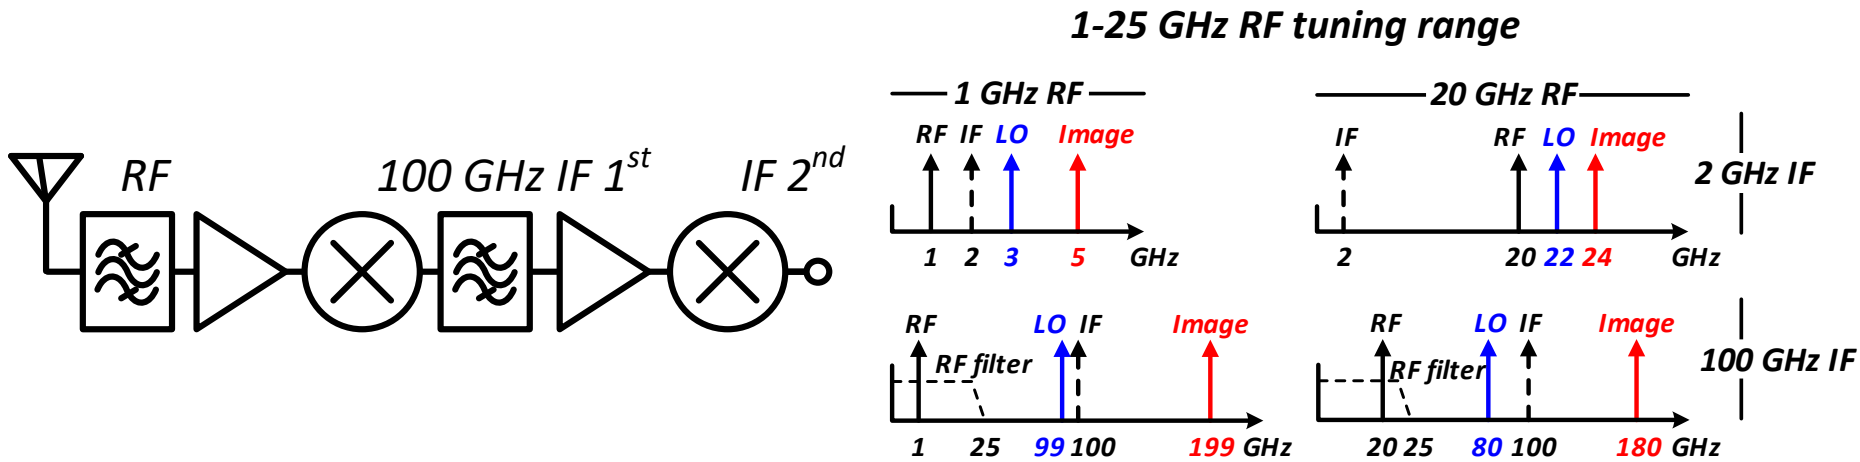 1-25 GHz RF tuning range
RF
100 GHz IF 1st
IF 2nd
1 GHz RF
RF IF LO Image
1 2 3 5 GHz
20 GHz RF
IF RF LO Image
2 20 22 24 GHz
2 GHz IF
RF LO IF Image
RF filter
1 25 99 100 199 GHz
RF LO IF Image
RF filter
20 25 80 100 180 GHz
100 GHz IF